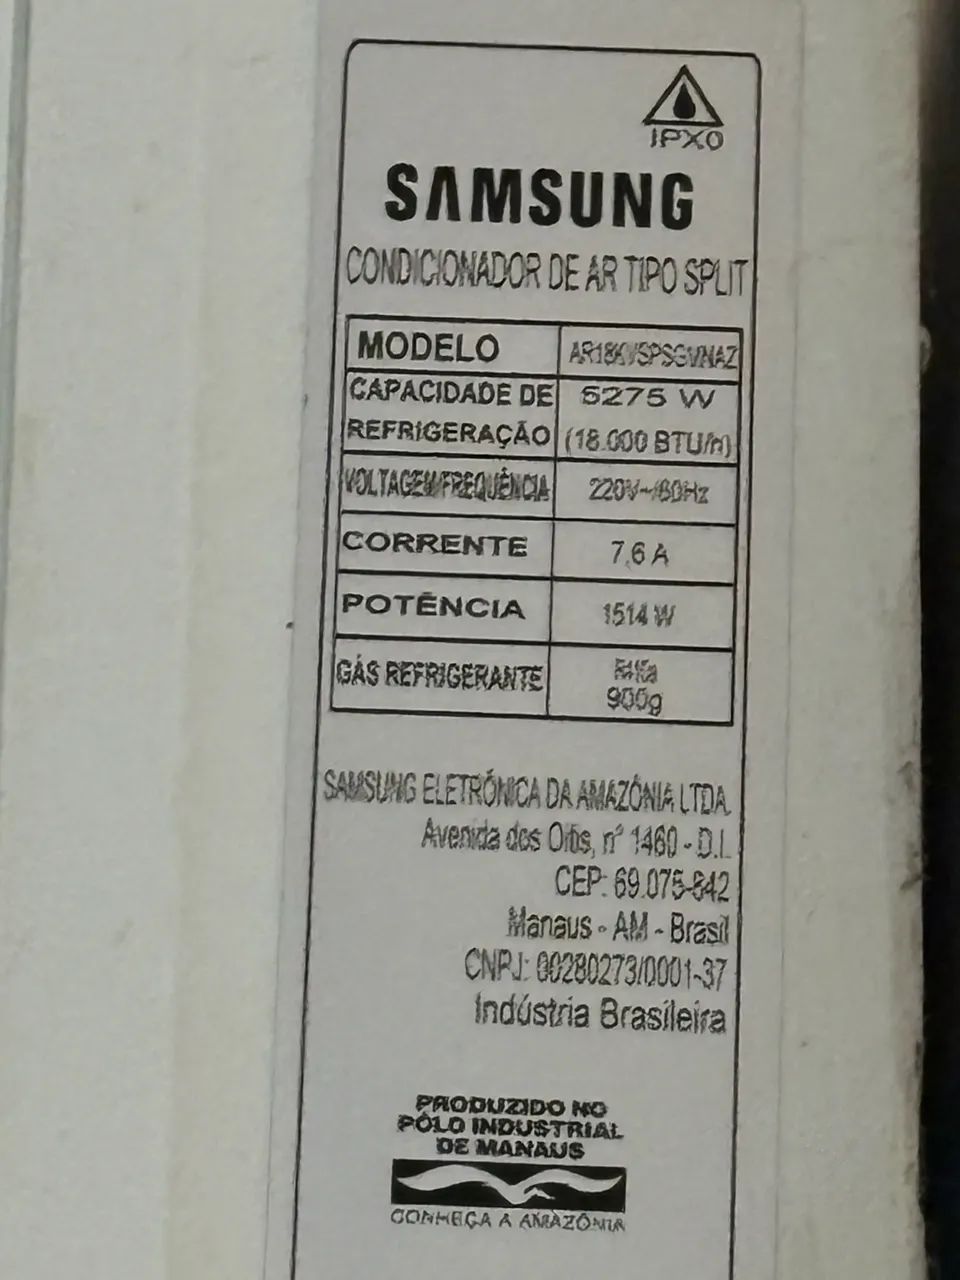 IPX0
SAMSUNG
CONDICIONADOR DE AR TIPO SPLIT
MODELO
CAPACIDADE DE REFRIGERAÇÃO 5275 W (18.000 BTU/h)
VOLTAGEM/FREQUÊNCIA 220V~/60Hz
CORRENTE 7,6 A
POTÊNCIA 1514 W
GÁS REFRIGERANTE 900g
SAMSUNG ELETRÔNICA DA AMAZÔNIA LTDA.
Avenida dos Oitis, nº 1460 - D.I.
CEP: 69.075-842
Manaus - AM - Brasil
CNPJ: 00280273/0001-37
Indústria Brasileira
PRODUZIDO NO
PÓLO INDUSTRIAL
DE MANAUS
CONHEÇA A AMAZÔNIA